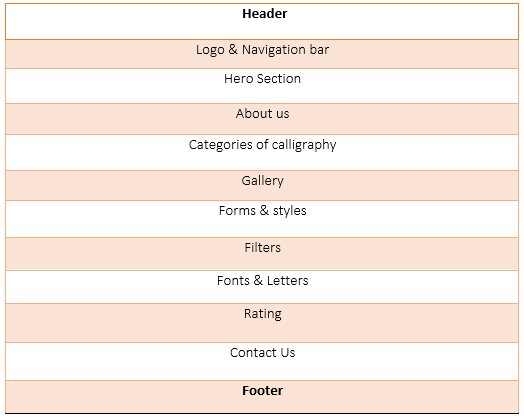 Header
Logo & Navigation bar
Hero Section
About us
Categories of calligraphy
Gallery
Forms & styles
Filters
Fonts & Letters
Rating
Contact Us
Footer